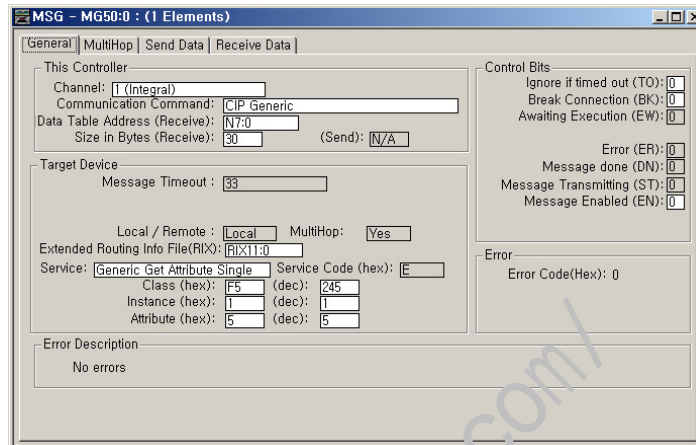 MSG - MG50:0 : (1 Elements)
General MultiHop Send Data Receive Data
This Controller
Channel: 1 (Integral)
Communication Command: CIP Generic
Data Table Address (Receive): N7:0
Size in Bytes (Receive): 30 (Send): N/A
Target Device
Message Timeout : 33
Local / Remote : Local MultiHop: Yes
Extended Routing Info File(RIX): RIX11:0
Service: Generic Get Attribute Single Service Code (hex): E
Class (hex): F5 (dec): 245
Instance (hex): 1 (dec): 1
Attribute (hex): 5 (dec): 5
Control Bits
Ignore if timed out (TO): 0
Break Connection (BK): 0
Awaiting Execution (EW): 0
Error (ER): 0
Message done (DN): 0
Message Transmitting (ST): 0
Message Enabled (EN): 0
Error
Error Code(Hex): 0
Error Description
No errors
com/